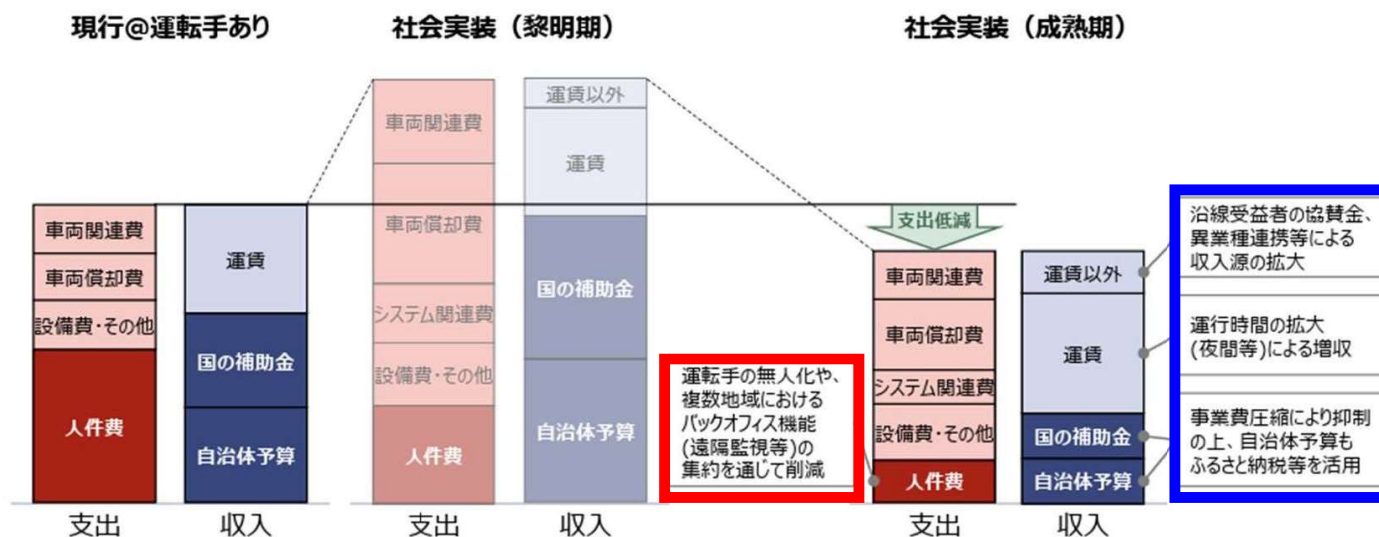 現行@運転手あり
社会実装（黎明期）
社会実装（成熟期）
車両関連費
車両償却費
設備費・その他
人件費
支出
運賃
国の補助金
自治体予算
収入
車両関連費
車両償却費
システム関連費
設備費・その他
人件費
支出
運賃以外
運賃
国の補助金
自治体予算
収入
運転手の無人化や、
複数地域における
バックオフィス機能
(遠隔監視等)の
集約を通じて削減
支出低減
車両関連費
車両償却費
システム関連費
設備費・その他
人件費
支出
運賃以外
運賃
国の補助金
自治体予算
収入
沿線受益者の協賛金、
異業種連携等による
収入源の拡大
運行時間の拡大
(夜間等)による増収
事業費圧縮により抑制
の上、自治体予算も
ふるさと納税等を活用